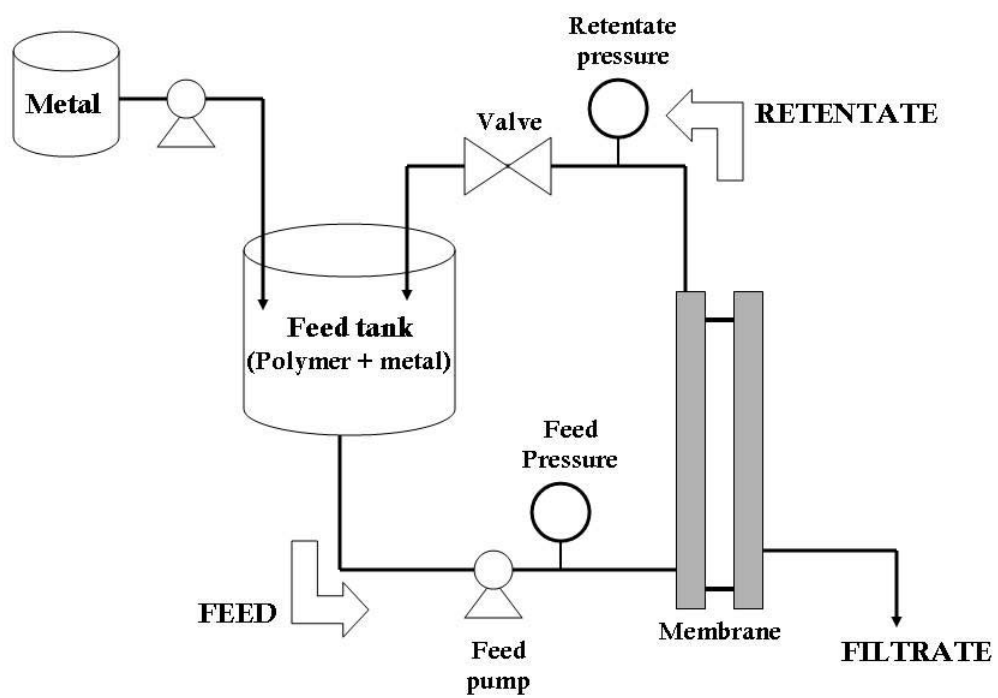 Retentate
pressure
Metal
Valve
RETENTATE
Feed tank
(Polymer + metal)
Feed
Pressure
FEED
Feed
pump
Membrane
FILTRATE